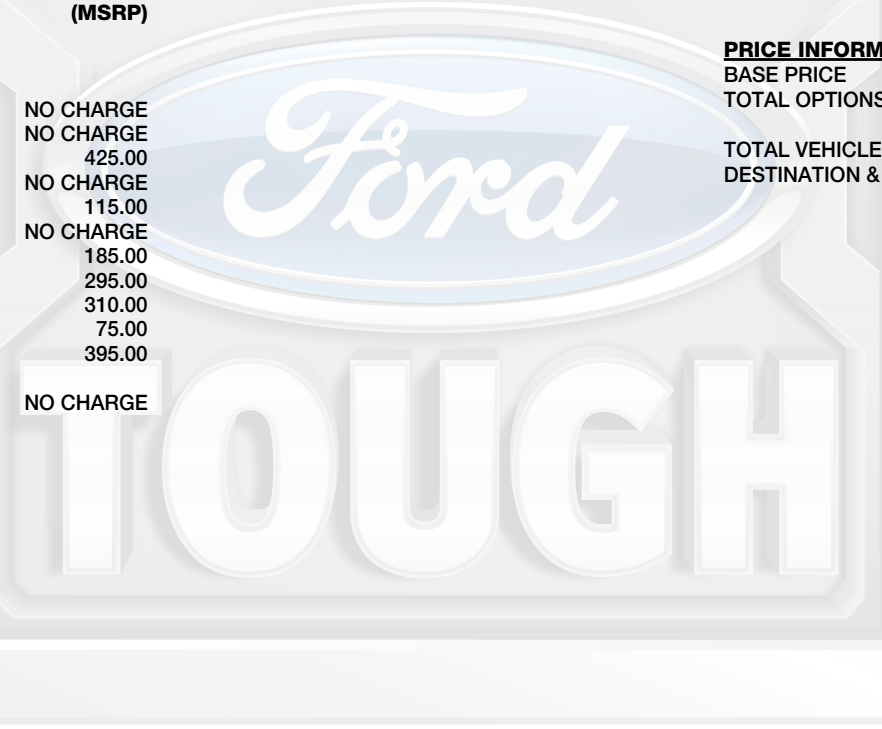 (MSRP)
NO CHARGE
NO CHARGE
425.00
NO CHARGE
115.00
NO CHARGE
185.00
295.00
310.00
75.00
395.00
NO CHARGE
PRICE INFORM
BASE PRICE
TOTAL OPTIONS
TOTAL VEHICLE
DESTINATION &
Ford
TOUGH